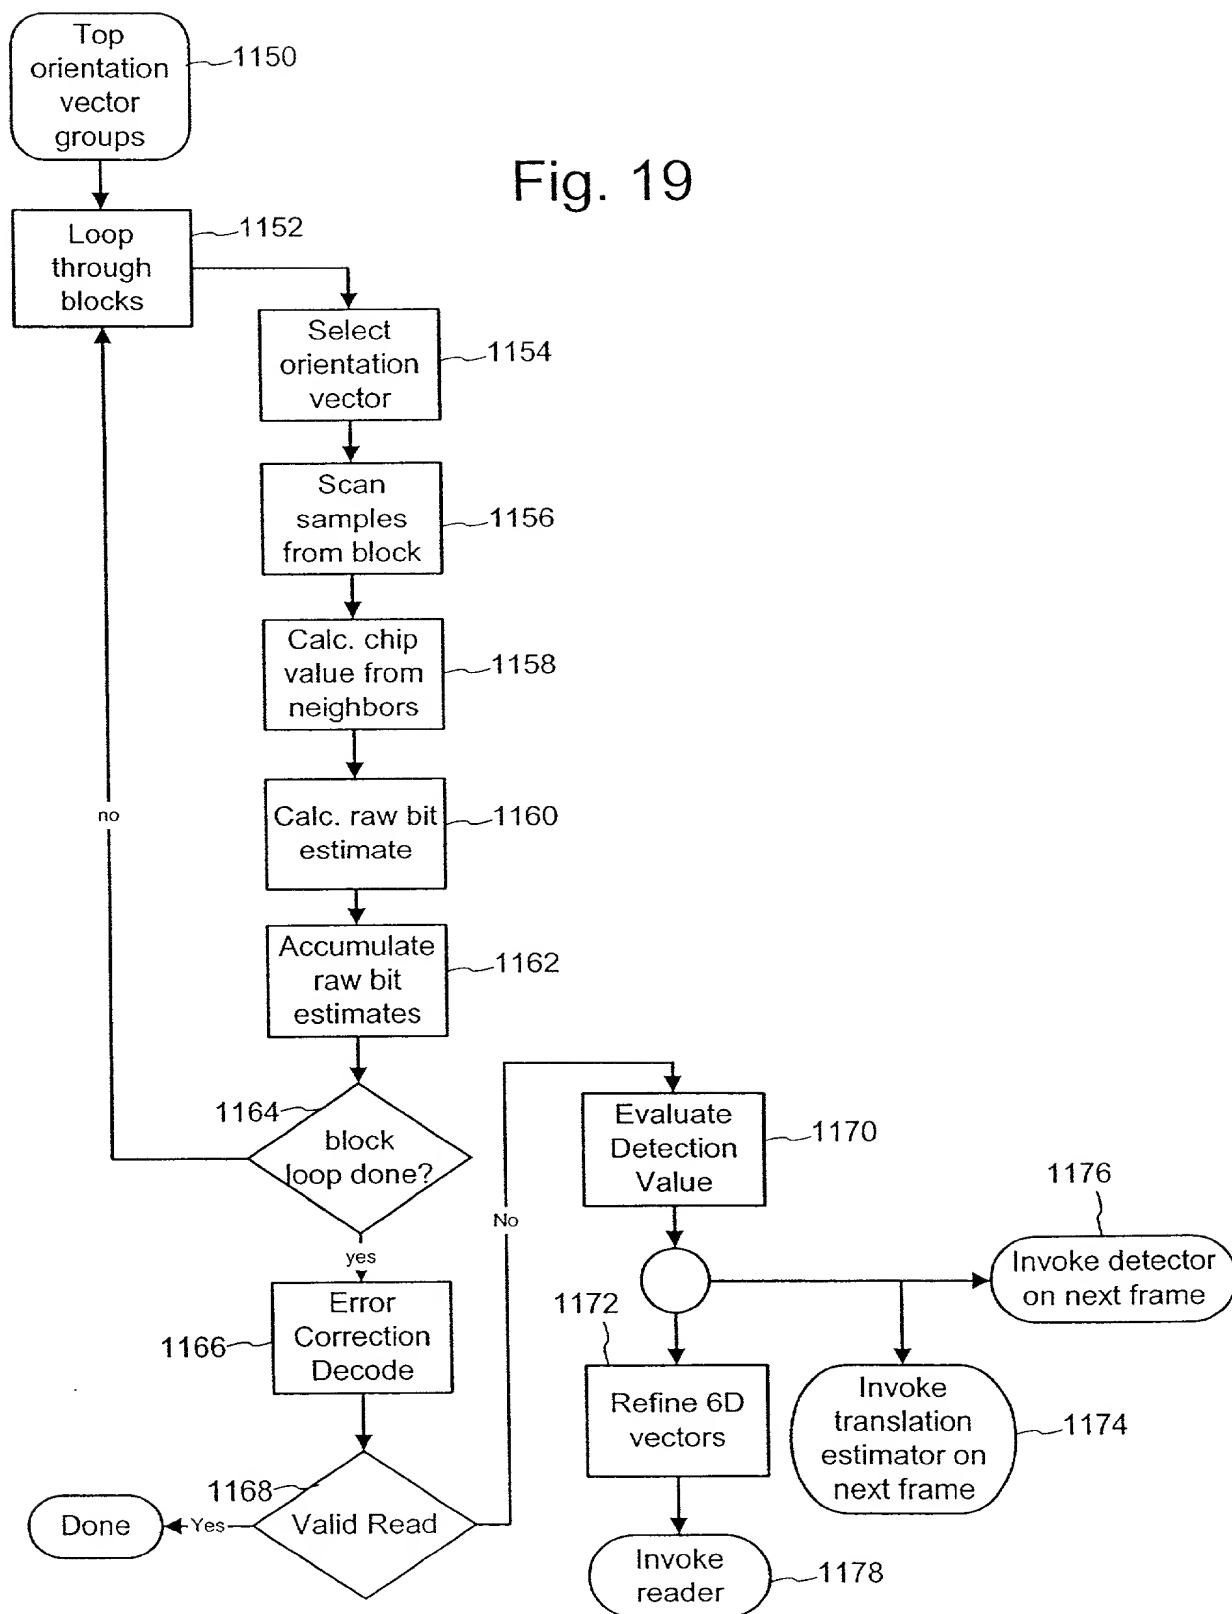 Top
orientation
vector
groups
1150
Fig. 19
Loop
through
blocks
1152
Select
orientation
vector
1154
Scan
samples
from block
1156
Calc. chip
value from
neighbors
1158
no
Calc. raw bit
estimate
1160
Accumulate
raw bit
estimates
1162
1164
block
loop done?
yes
Error
Correction
Decode
1166
1168
Valid Read
Yes
Done
No
Evaluate
Detection
Value
1170
1176
Invoke detector
on next frame
1172
Refine 6D
vectors
Invoke
translation
estimator on
next frame
1174
Invoke
reader
1178